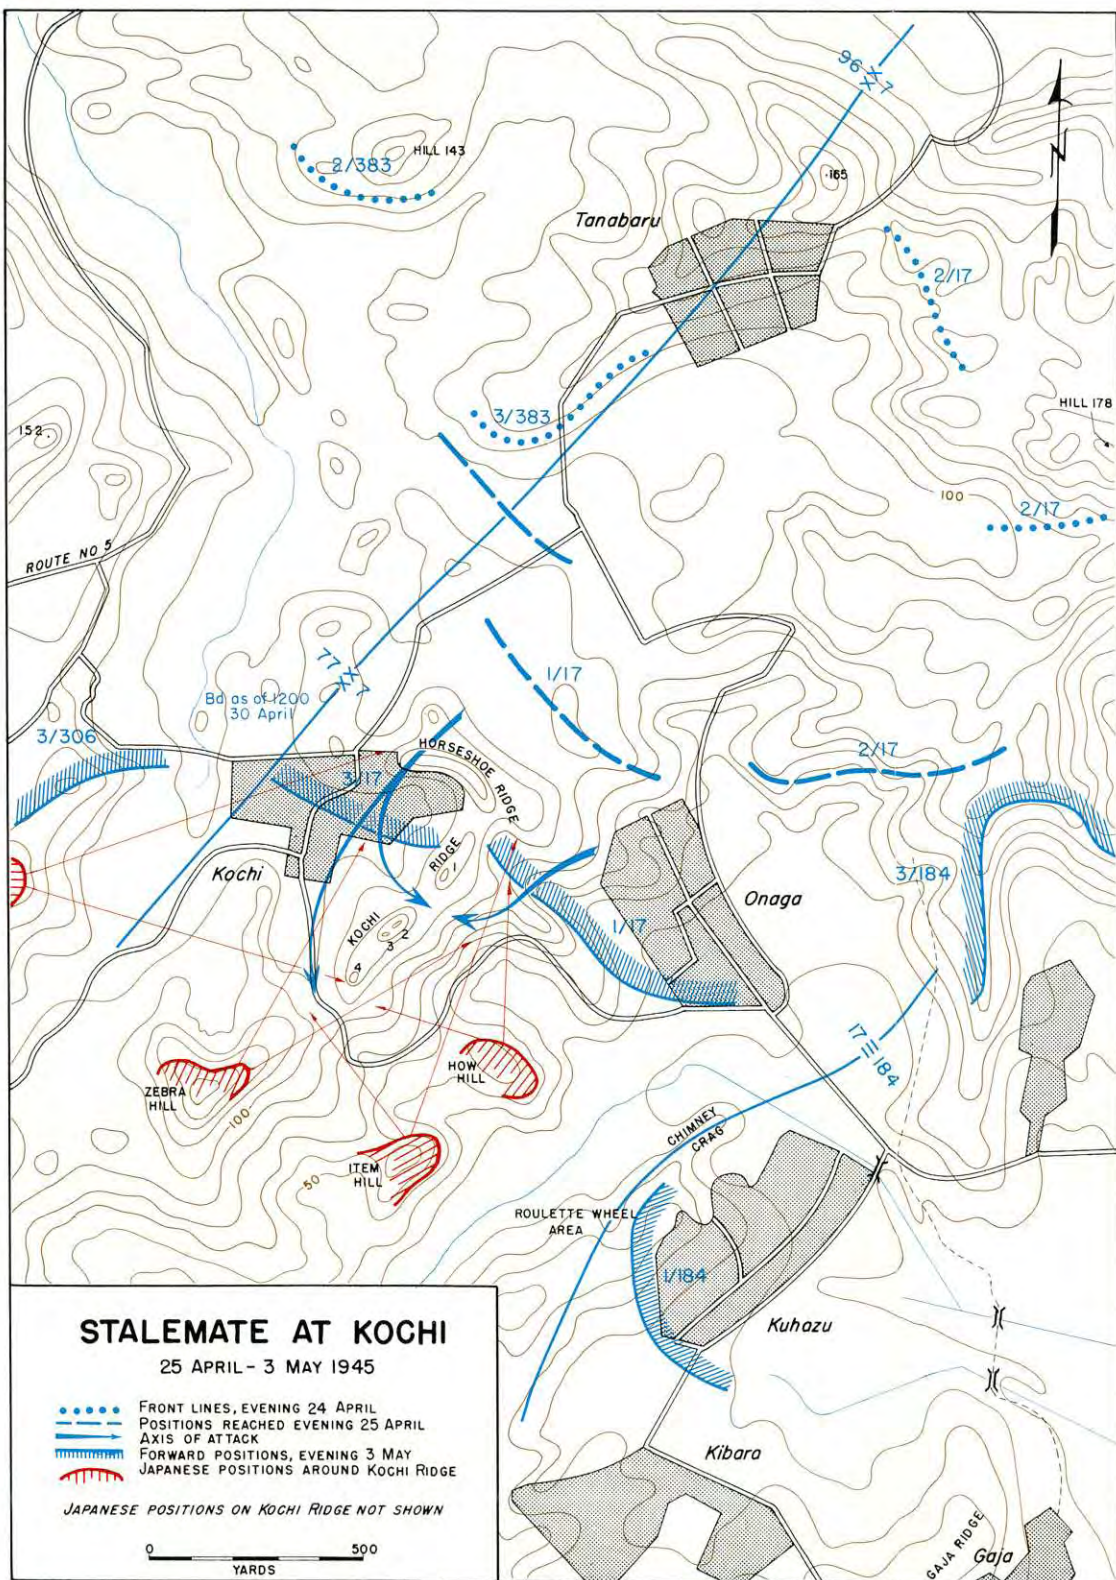 96 XX 7
HILL 143
2/383
.165
Tanabaru
N
2/17
3/383
HILL 178
152.
100
2/17
ROUTE NO 5
77 XX 7
Bd as of 1200
30 April
1/17
3/306
HORSESHOE RIDGE
2/17
3/17
RIDGE
1
Kochi
3/184
Onaga
KOCHI
2
3
4
1/17
17 III 184
HOW
HILL
ZEBRA
HILL
100
CHIMNEY
CRAG
ITEM
HILL
50
ROULETTE WHEEL
AREA
1/184
Kuhazu
Kibara
GAJA RIDGE
Gaja
STALEMATE AT KOCHI
25 APRIL - 3 MAY 1945
FRONT LINES, EVENING 24 APRIL
POSITIONS REACHED EVENING 25 APRIL
AXIS OF ATTACK
FORWARD POSITIONS, EVENING 3 MAY
JAPANESE POSITIONS AROUND KOCHI RIDGE
JAPANESE POSITIONS ON KOCHI RIDGE NOT SHOWN
0 500
YARDS